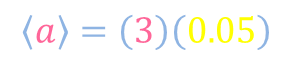 ⟨a⟩ = (3)(0.05)